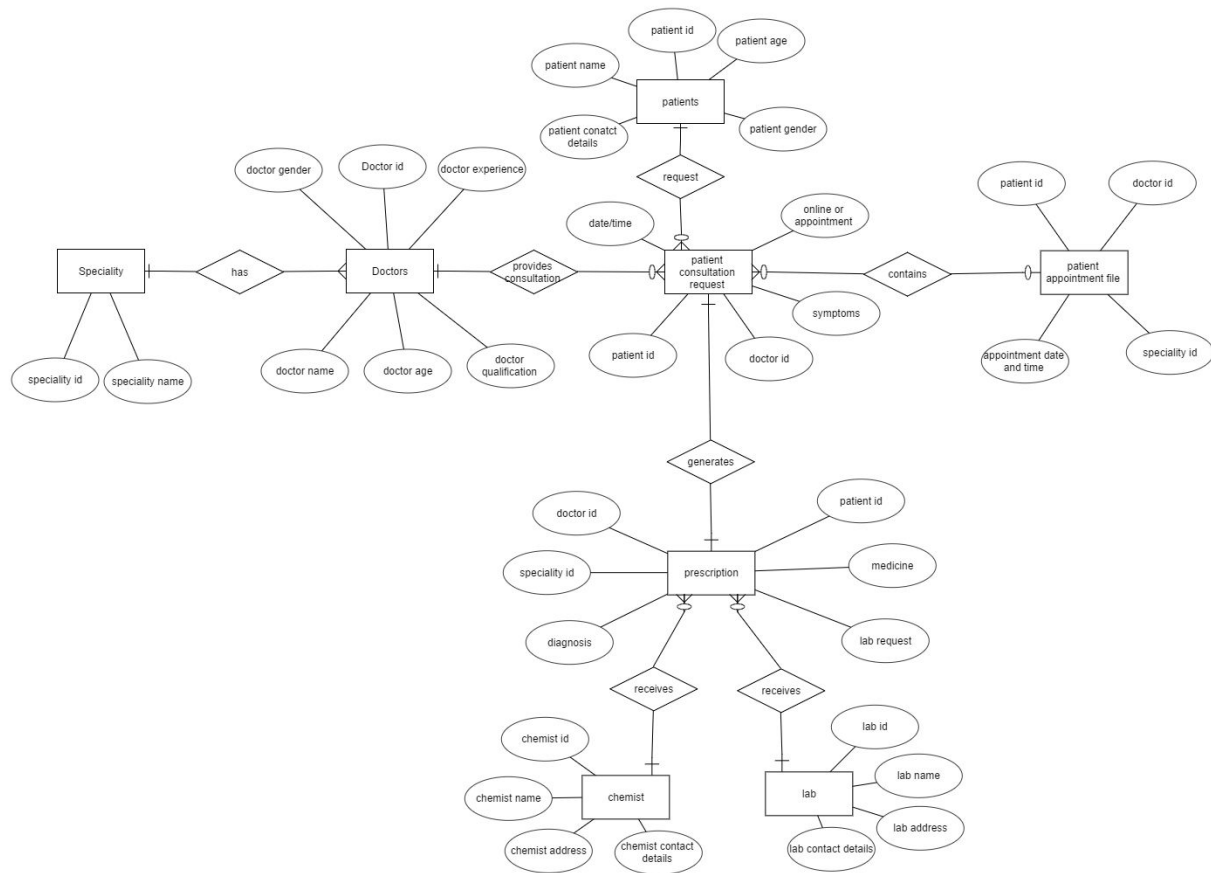 patient id
patient age
patient name
patients
patient conatct
details
patient gender
request
doctor gender
Doctor id
doctor experience
date/time
online or
appointment
patient id
doctor id
Speciality
has
Doctors
provides
consultation
patient
consultation
request
contains
patient
appointment file
symptoms
patient id
doctor id
speciality id
speciality name
doctor name
doctor age
doctor
qualification
appointment date
and time
speciality id
generates
doctor id
patient id
speciality id
prescription
medicine
diagnosis
lab request
receives
receives
chemist id
lab id
chemist name
chemist
lab
lab name
chemist address
chemist contact
details
lab contact details
lab address